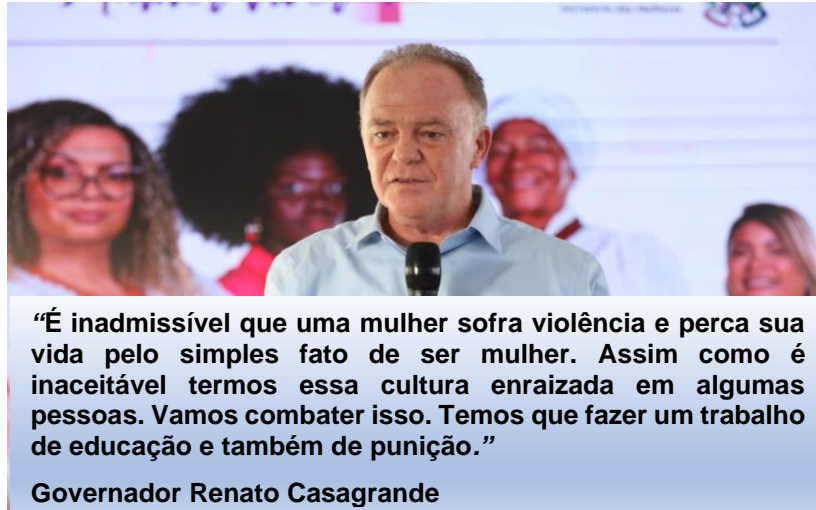 “É inadmissível que uma mulher sofra violência e perca sua
vida pelo simples fato de ser mulher. Assim como é
inaceitável termos essa cultura enraizada em algumas
pessoas. Vamos combater isso. Temos que fazer um trabalho
de educação e também de punição.”
Governador Renato Casagrande